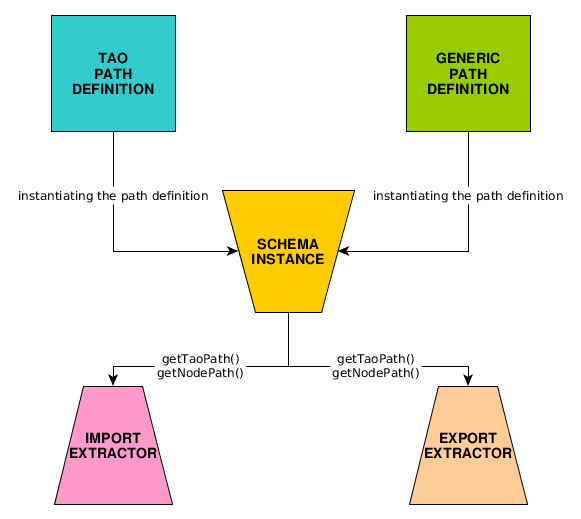 TAO
PATH
DEFINITION
GENERIC
PATH
DEFINITION
instantiating the path definition
instantiating the path definition
SCHEMA
INSTANCE
getTaoPath()
getNodePath()
getTaoPath()
getNodePath()
IMPORT
EXTRACTOR
EXPORT
EXTRACTOR